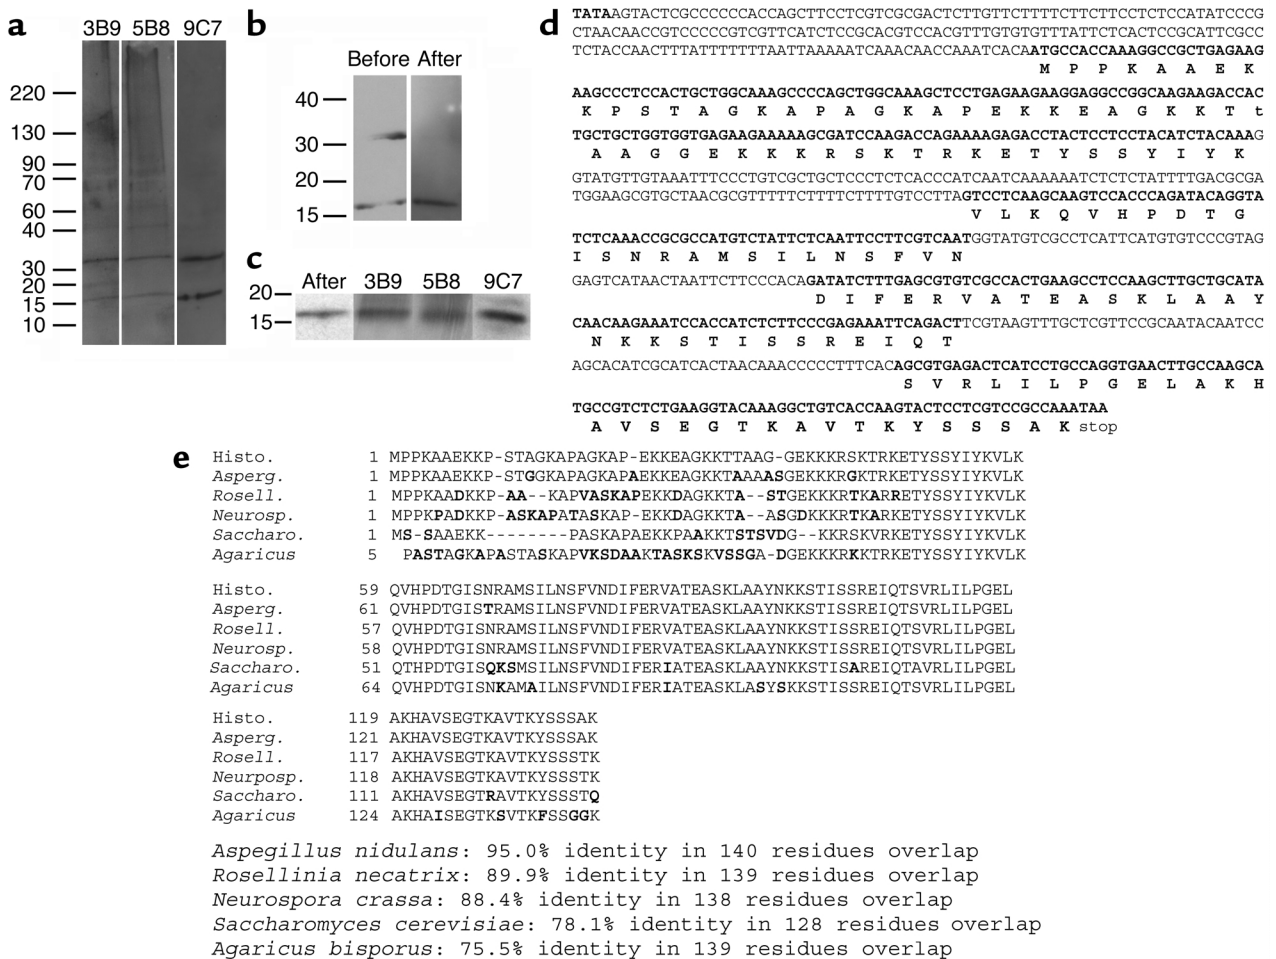 a
3B9 5B8 9C7
220
130
90
70
60
40
30
20
15
10
b
Before After
40
30
20
15
c
After 3B9 5B8 9C7
20
15
d
TATAAGTACTCGCCCCCCACCAGCTTCCTCGTCGCGACTCTTGTTCTTTTCTTCTTCCTCTCCATATCCCG
CTAACAACCGTCCCCCGTCGTTCATCTCCGCACGTCCACGTTTGTGTGTTTATTCTCACTCCGCATTCGCC
TCTACCAACTTTATTTTTTTAATTAAAAATCAAACAACCAAATCACAATGCCACCAAAGGCCGCTGAGAAG
M P P K A A E K
AAGCCCTCCACTGCTGGCAAAGCCCCAGCTGGCAAAGCTCCTGAGAAGAAGGAGGCCGGCAAGAAGACCAC
K P S T A G K A P A G K A P E K K E A G K K T t
TGCTGCTGGTGGTGAGAAGAAAAAGCGATCCAAGACCAGAAAAGAGACCTACTCCTCCTACATCTACAAAG
A A G G E K K K R S K T R K E T Y S S Y I Y K
GTATGTTGTAAATTTCCCTGTCGCTGCTCCCTCTCACCCATCAATCAAAAAATCTCTATTTTGACGCGA
TGGAAGCGTGCTAACGCGTTTTTCTTTTCTTTTTGTCCTTAGTCCTCAAGCAAGTCCACCCAGATACAGGTA
V L K Q V H P D T G
TCTCAAACCGCGCCATGTCTATTCTCAATTCCTTCGTCAATGGTATGTCGCCTCATTCATGTGTCCCGTAG
I S N R A M S I L N S F V N
GAGTCATAACTAATTCTTCCCACAGATATCTTTGAGCGTGTCGCCACTGAAGCCTCCAAGCTTGCTGCATA
D I F E R V A T E A S K L A A Y
CAACAAGAAATCCACCATCTCTTCCCGAGAAATTCAGACTTCGTAAGTTTGCTCGTTCCGCAATACAATCC
N K K S T I S S R E I Q T
AGCACATCGCATCACTAACAAACCCCCTTTCACAGCGTGAGACTCATCCTGCCAGGTGAACTTGCCAAGCA
S V R L I L P G E L A K H
TGCCGTCTCTGAAGGTACAAAGGCTGTCACCAAGTACTCCTCGTCCGCCAAATAA
A V S E G T K A V T K Y S S S A K stop
e
Histo. 1 MPPKAAEKKP-STAGKAPAGKAP-EKKEAGKKTTAAG-GEKKKRSKTRKETYSSYIYKVLK
Asperg. 1 MPPKAAEKKP-STGGKAPAGKAPAEKKEAGKKTAAAASGEKKKRGKTRKETYSSYIYKVLK
Rosell. 1 MPPKAADKKP-AA--KAPVASKAPEKKDAGKKTA--STGEKKKRTKARRETYSSYIYKVLK
Neurosp. 1 MPPKPADKKP-ASKAPATASKAP-EKKDAGKKTA--ASGDKKKRTKARKETYSSYIYKVLK
Saccharo. 1 MS-SAAEKK--------PASKAPAEKKPAAKKTSTSVDG--KKRSKVRKETYSSYIYKVLK
Agaricus 5 PASTAGKAPASTASKAPVKSDAAKTASKSKVSSGA-DGEKKKRKKTRKETYSSYIYKVLK
Histo. 59 QVHPDTGISNRAMSILNSFVNDIFERVATEASKLAAYNKKSTISSREIQTSVRLILPGEL
Asperg. 61 QVHPDTGISTRAMSILNSFVNDIFERVATEASKLAAYNKKSTISSREIQTSVRLILPGEL
Rosell. 57 QVHPDTGISNRAMSILNSFVNDIFERVATEASKLAAYNKKSTISSREIQTSVRLILPGEL
Neurosp. 58 QVHPDTGISNRAMSILNSFVNDIFERVATEASKLAAYNKKSTISSREIQTSVRLILPGEL
Saccharo. 51 QTHPDTGISQKSMSILNSFVNDIFERIATEASKLAAYNKKSTISAREIQTAVRLILPGEL
Agaricus 64 QVHPDTGISNKAMAILNSFVNDIFERIATEASKLASYSKKSTISSREIQTSVRLILPGEL
Histo. 119 AKHAVSEGTKAVTKYSSSAK
Asperg. 121 AKHAVSEGTKAVTKYSSSAK
Rosell. 117 AKHAVSEGTKAVTKYSSSTK
Neurposp. 118 AKHAVSEGTKAVTKYSSSTK
Saccharo. 111 AKHAVSEGTRAVTKYSSSTQ
Agaricus 124 AKHAISEGTKSVTKFSSGGK
Aspegillus nidulans: 95.0% identity in 140 residues overlap
Rosellinia necatrix: 89.9% identity in 139 residues overlap
Neurospora crassa: 88.4% identity in 138 residues overlap
Saccharomyces cerevisiae: 78.1% identity in 128 residues overlap
Agaricus bisporus: 75.5% identity in 139 residues overlap